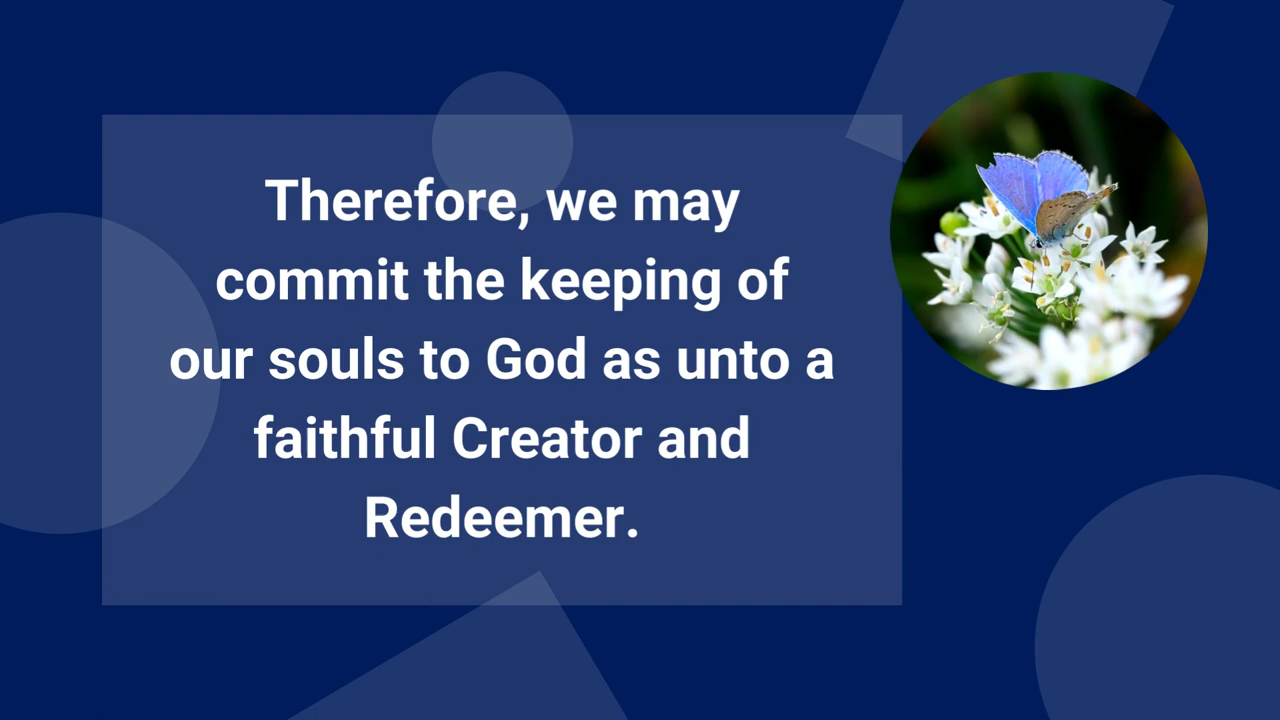 Therefore, we may
commit the keeping of
our souls to God as unto a
faithful Creator and
Redeemer.